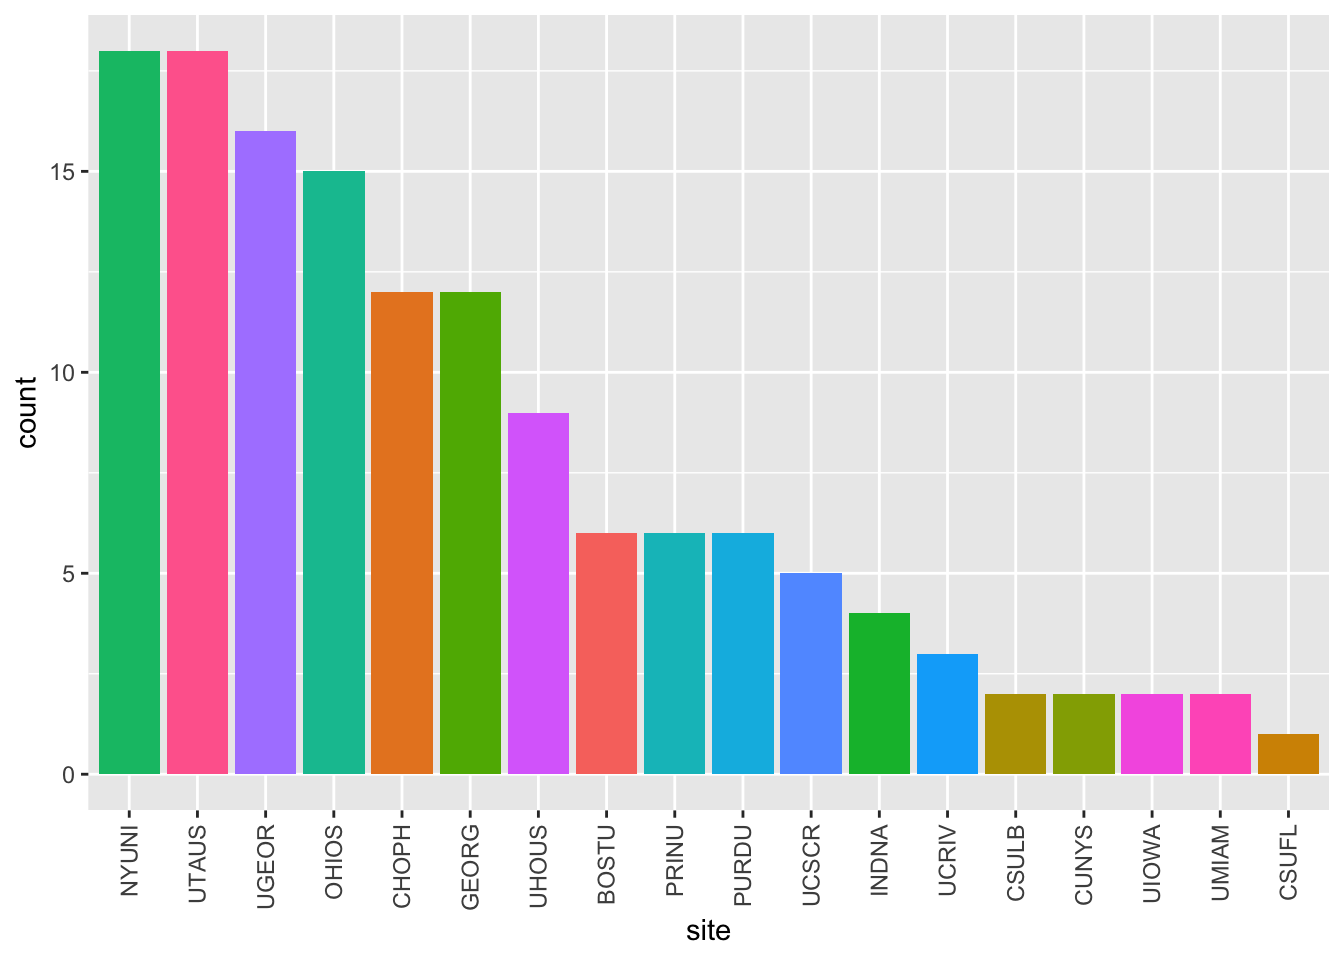 count
15
10
5
0
NYUNI
UTAUS
UGEOR
OHIOS
CHOPH
GEORG
UHOUS
BOSTU
PRINU
PURDU
UCSCR
INDNA
UCRIV
CSULB
CUNYS
UIOWA
UMIAM
CSUFL
site